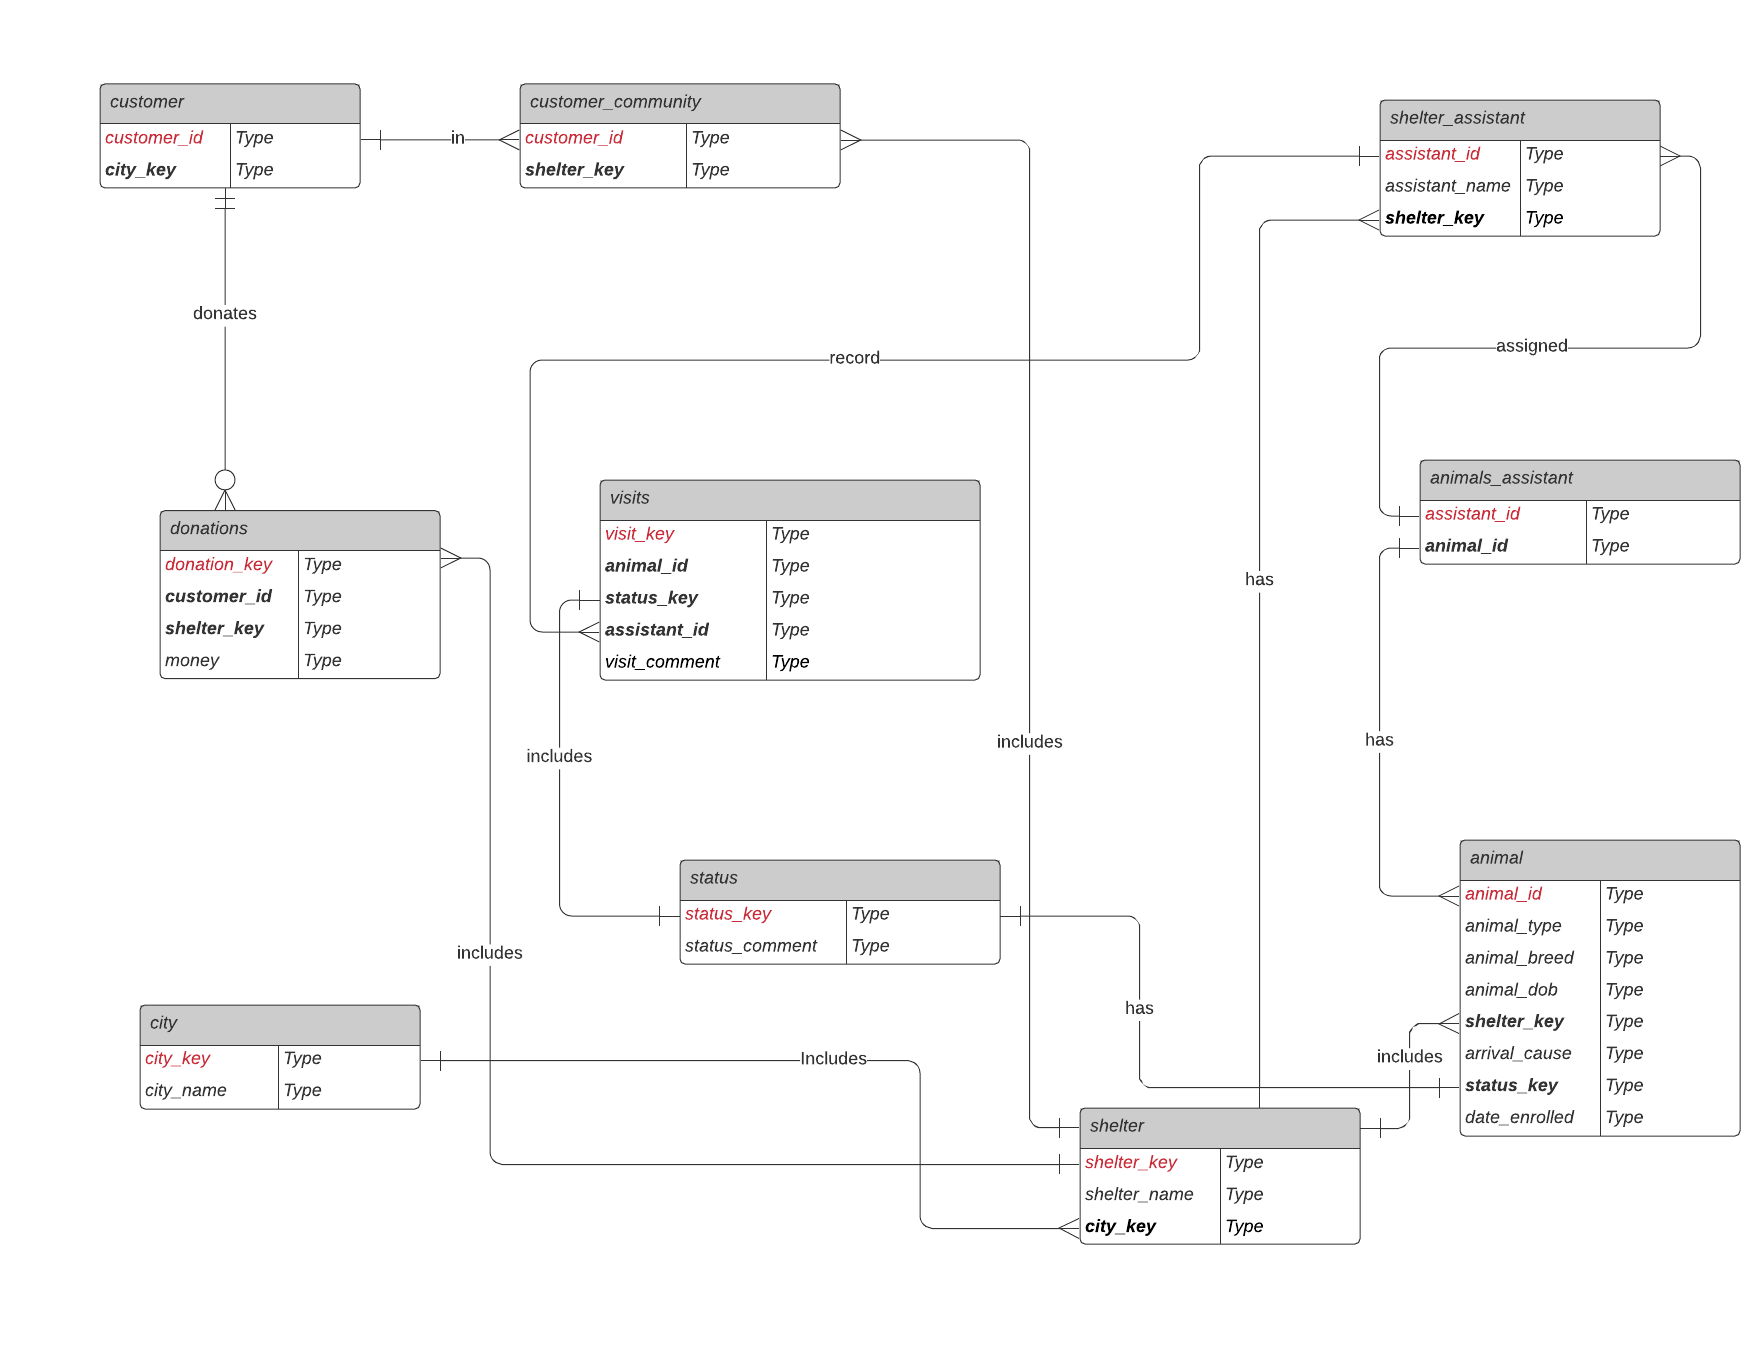 customer
customer_id Type
city_key Type
in
customer_community
customer_id Type
shelter_key Type
shelter_assistant
assistant_id Type
assistant_name Type
shelter_key Type
donates
record
assigned
donations
donation_key Type
customer_id Type
shelter_key Type
money Type
visits
visit_key Type
animal_id Type
status_key Type
assistant_id Type
visit_comment Type
animals_assistant
assistant_id Type
animal_id Type
has
includes
includes
has
status
status_key Type
status_comment Type
animal
animal_id Type
animal_type Type
animal_breed Type
animal_dob Type
shelter_key Type
arrival_cause Type
status_key Type
date_enrolled Type
includes
has
includes
city
city_key Type
city_name Type
Includes
shelter
shelter_key Type
shelter_name Type
city_key Type